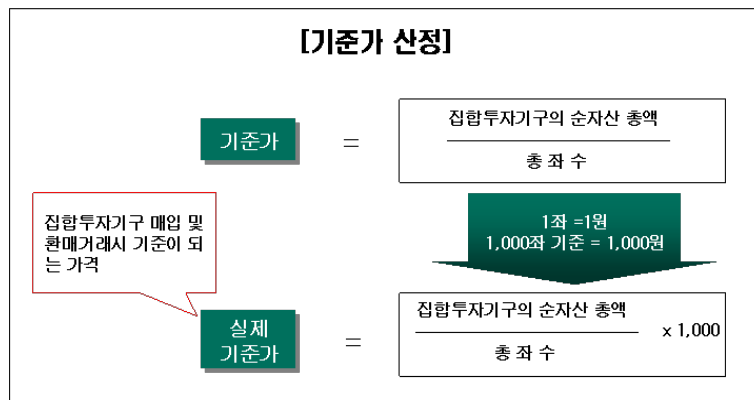 [기준가 산정]
기준가
=
집합투자기구의 순자산 총액
총 좌 수
집합투자기구 매입 및
환매거래시 기준이 되
는 가격
1좌 =1원
1,000좌 기준 = 1,000원
실제
기준가
=
집합투자기구의 순자산 총액
총 좌 수
x 1,000